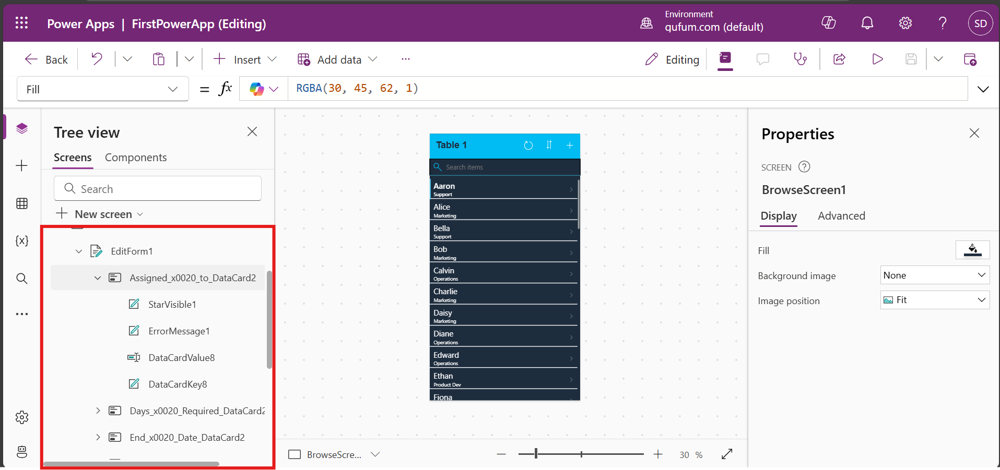 Power Apps | FirstPowerApp (Editing)
Environment
gufum.com (default)
SD
Back
Insert
Add data
Editing
Fill
= fx
RGBA(30, 45, 62, 1)
Tree view
Screens Components
Search
New screen
EditForm1
Assigned_x0020_to_DataCard2
StarVisible1
ErrorMessage1
DataCardValue8
DataCardKey8
Days_x0020_Required_DataCard2
End_x0020_Date_DataCard2
Table 1
Search items
Aaron
Support
Alice
Marketing
Bella
Support
Bob
Marketing
Calvin
Operations
Charlie
Marketing
Daisy
Marketing
Diane
Operations
Edward
Operations
Ethan
Product Dev
Fiona
BrowseScre...
30 %
Properties
SCREEN
BrowseScreen1
Display Advanced
Fill
Background image None
Image position Fit